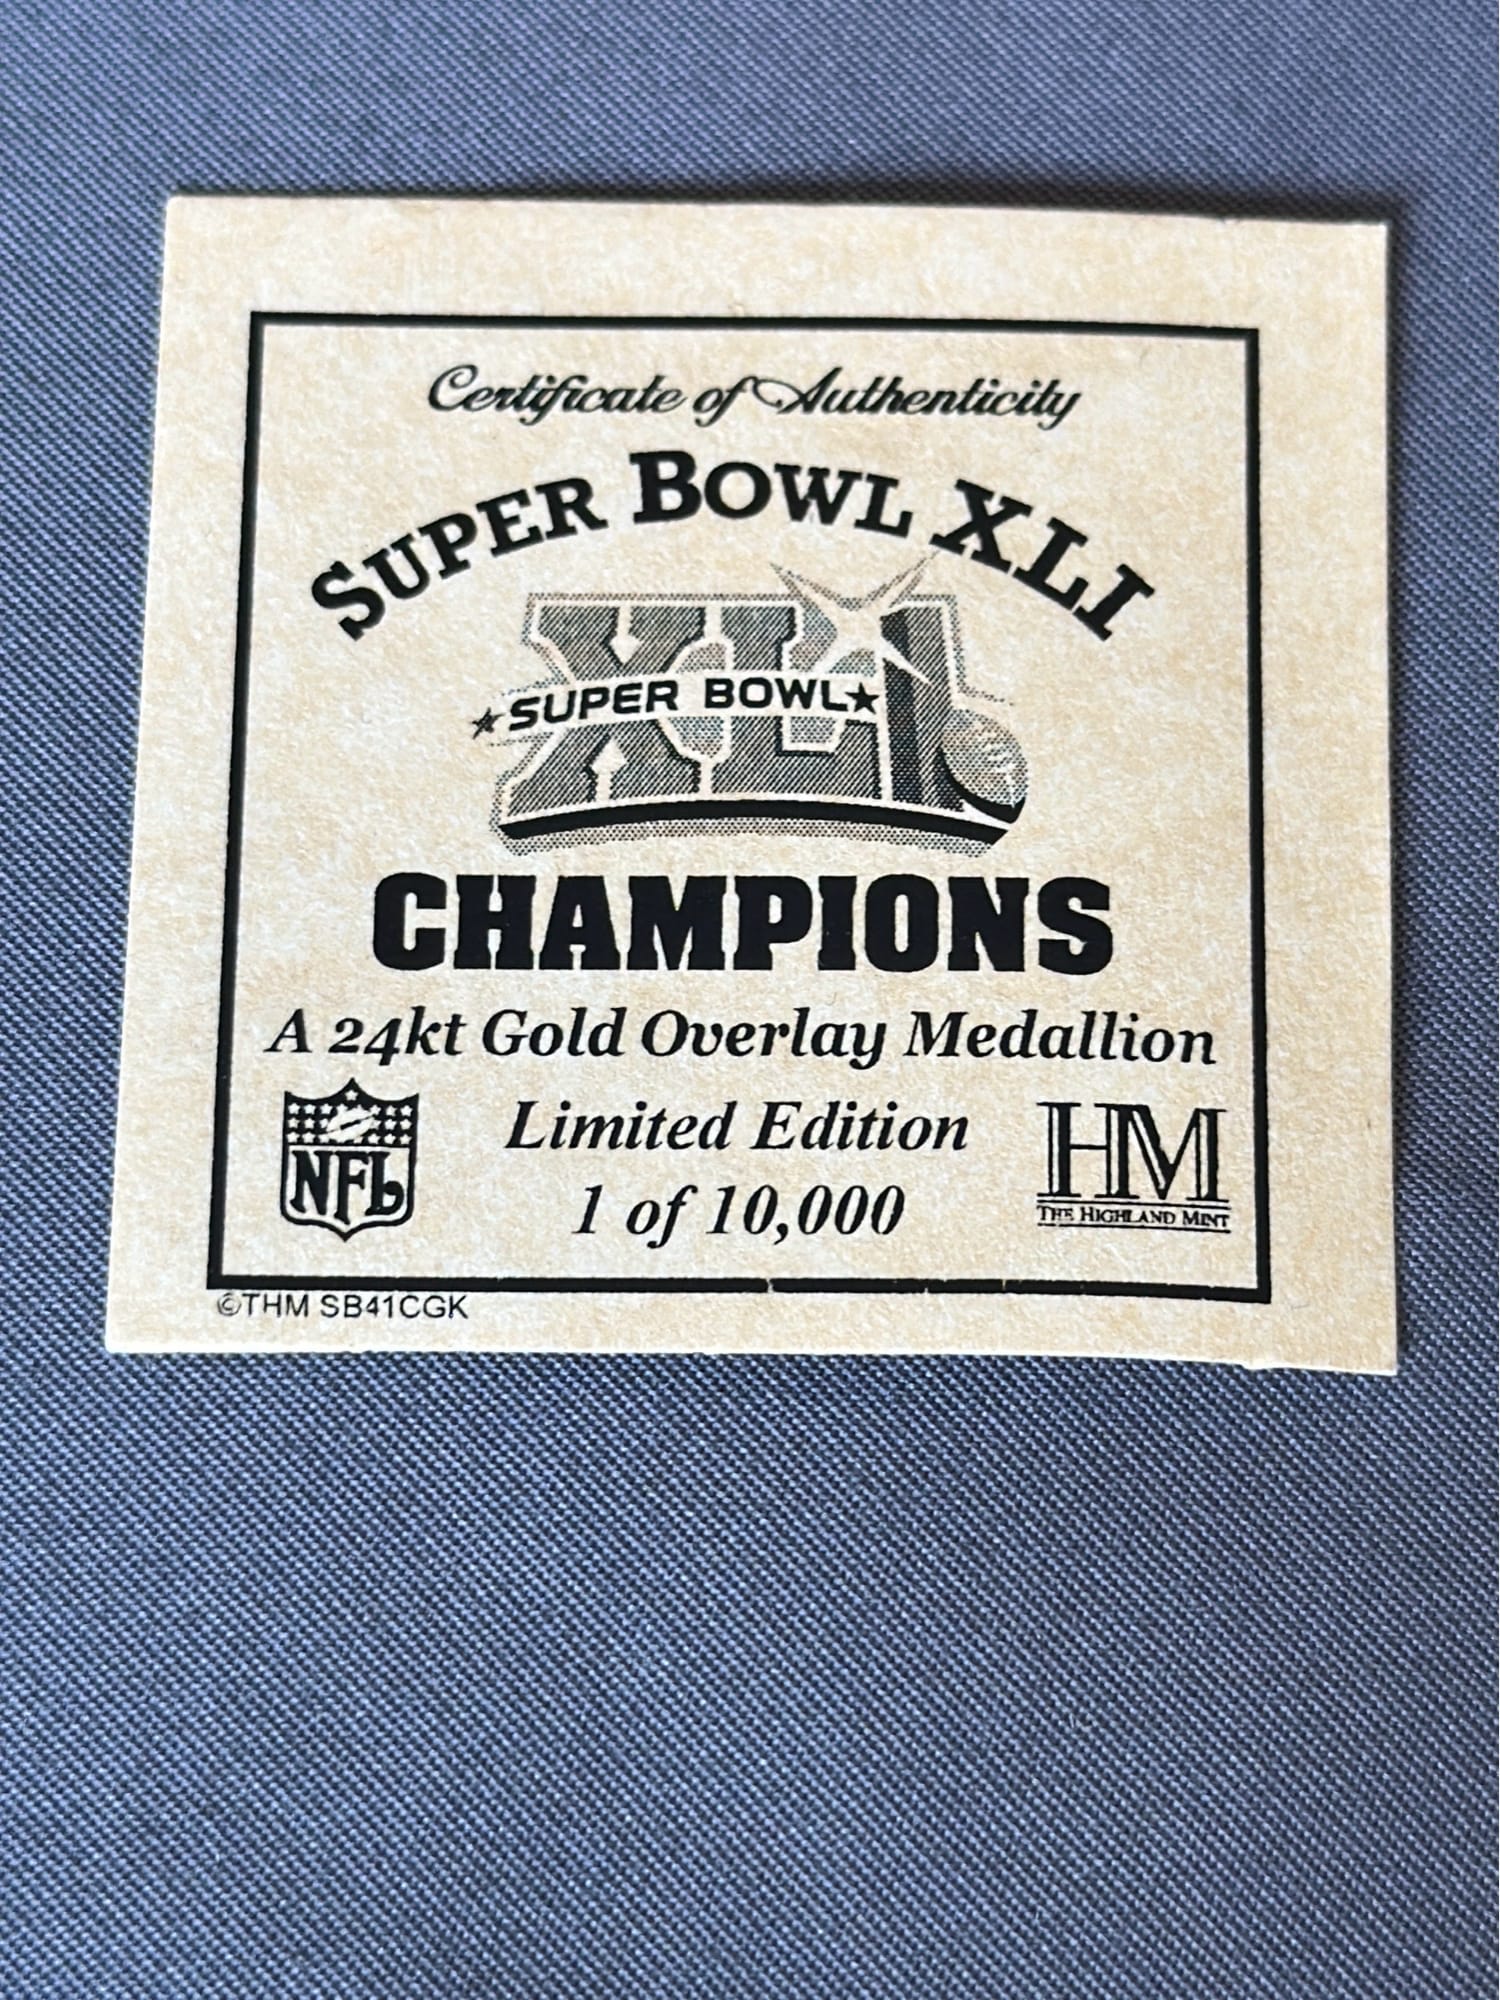 Certificate of Authenticity
SUPER BOWL XLI
XLI
★SUPER BOWL★
CHAMPIONS
A 24kt Gold Overlay Medallion
Limited Edition
1 of 10,000
NFL
HM
THE HIGHLAND MINT
©THM SB41CGK